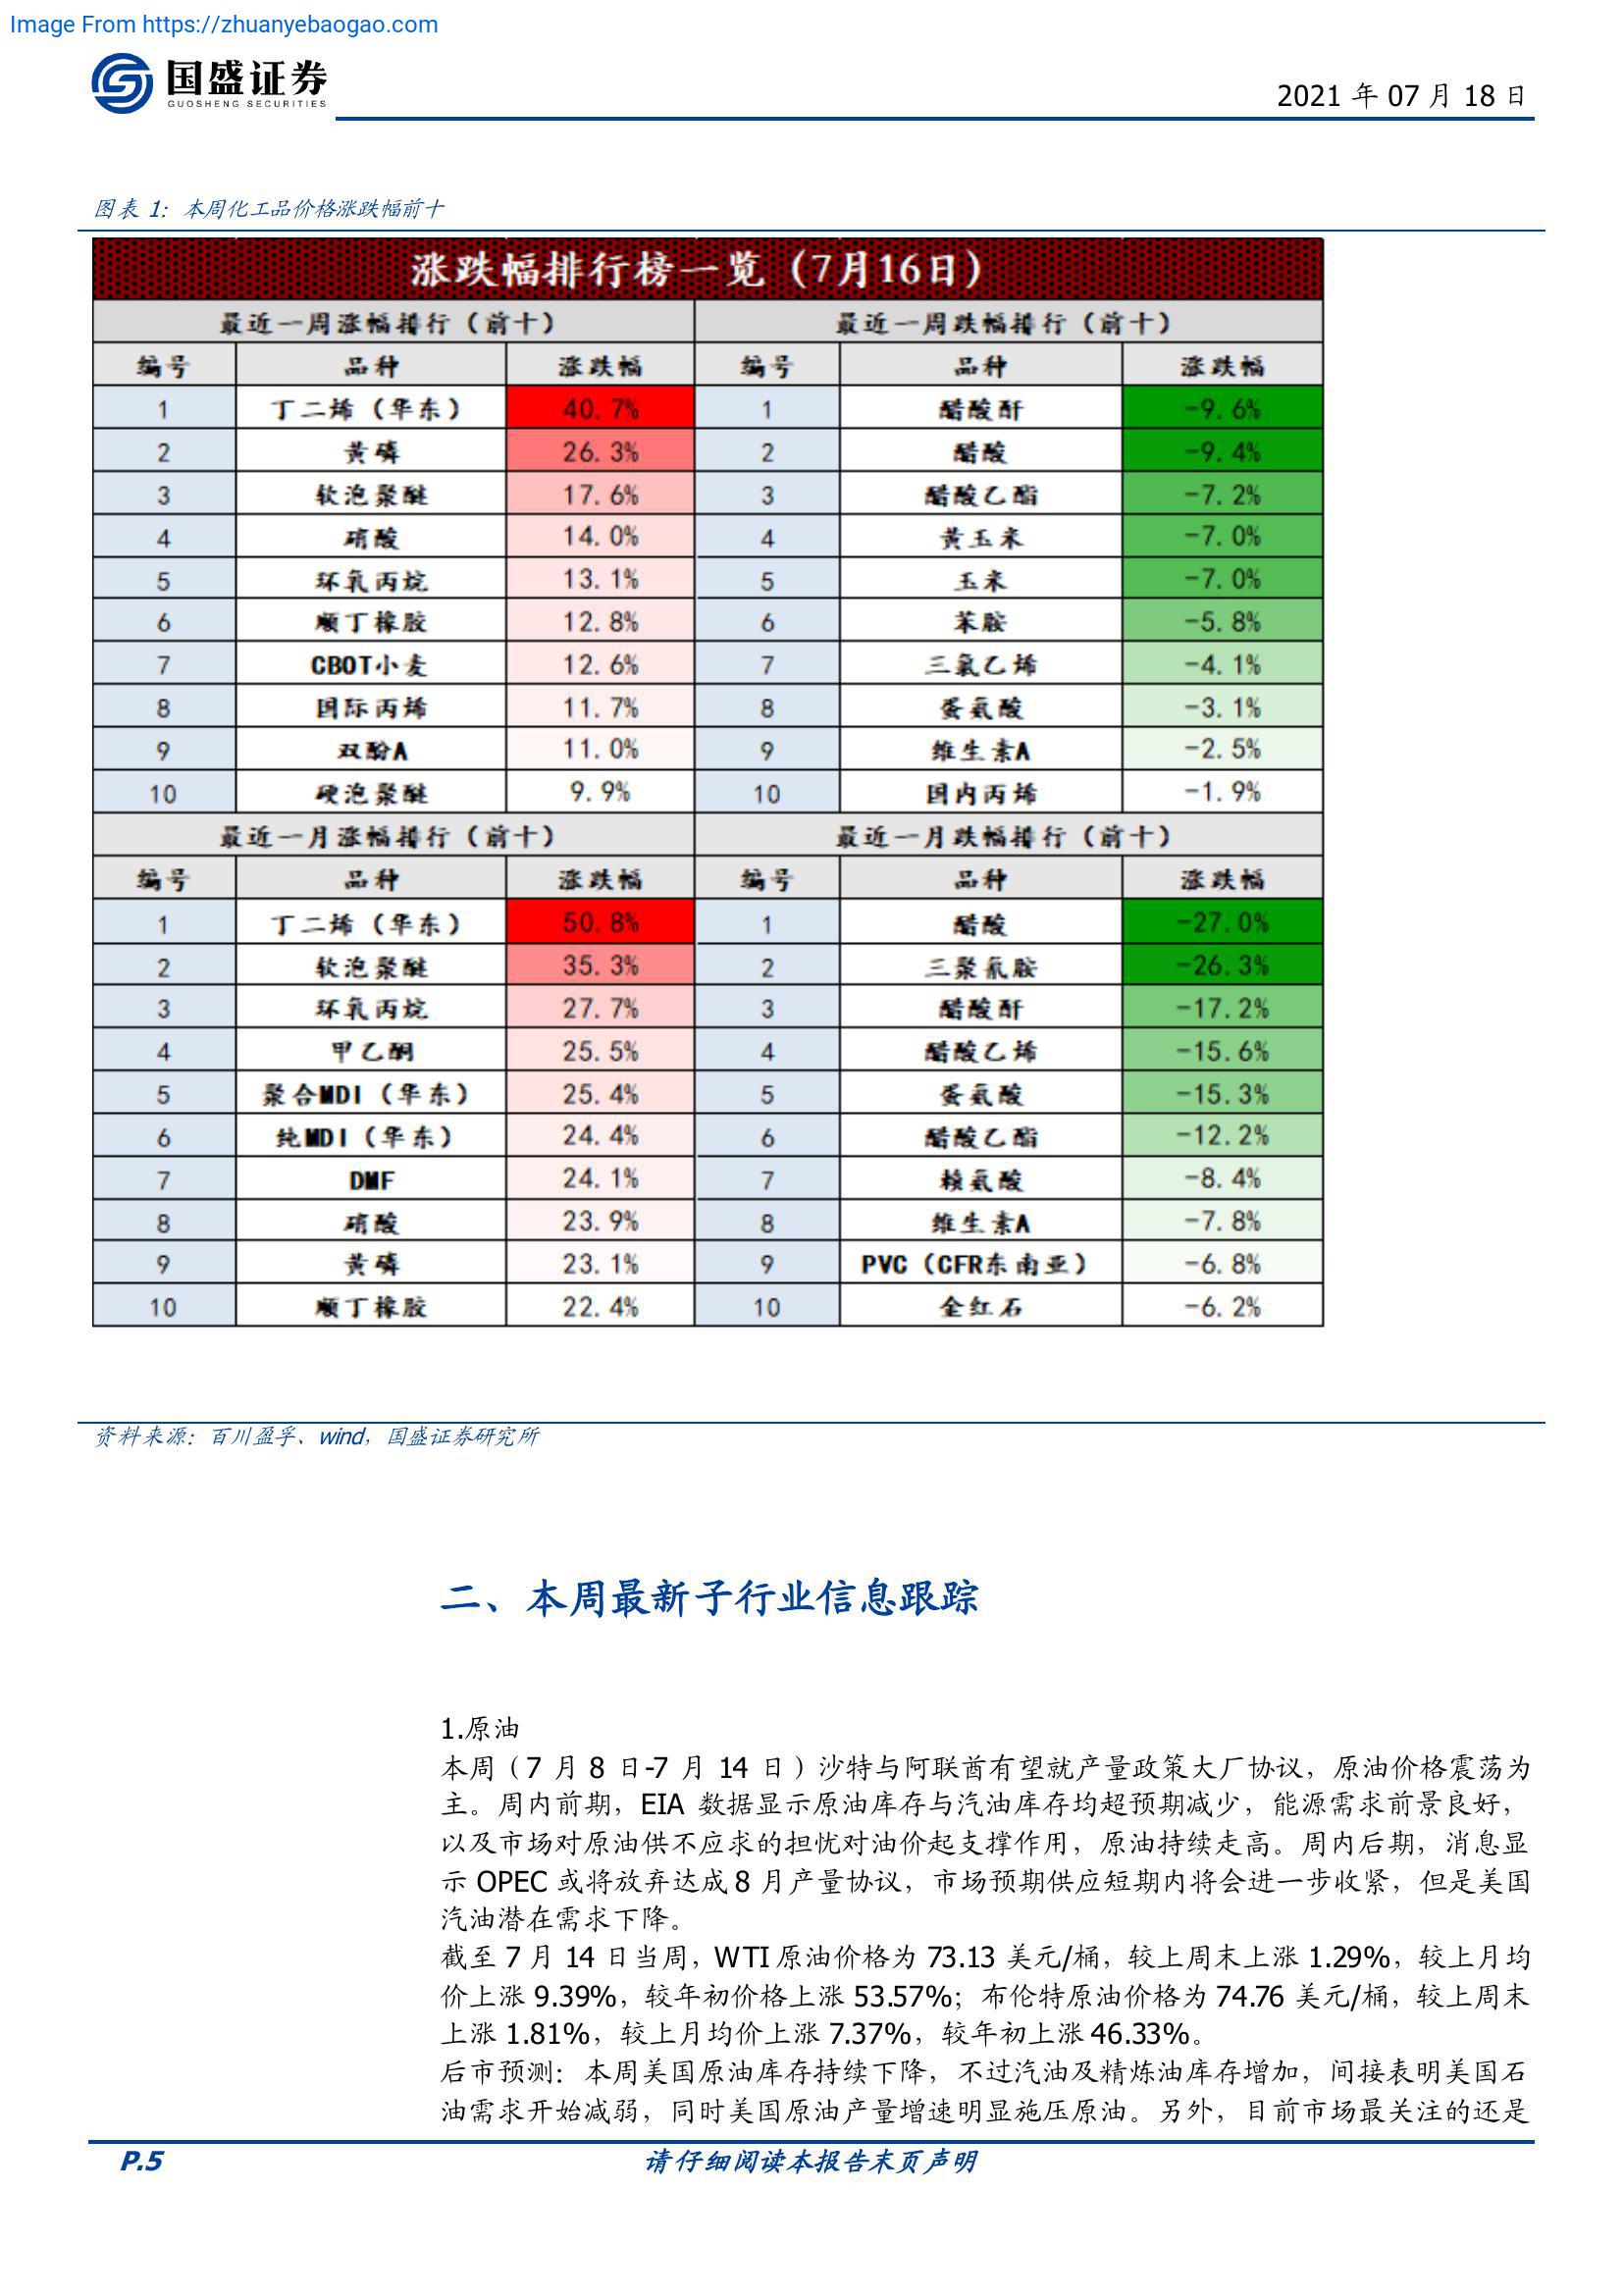 Image From https://zhuanyebaogao.com
国盛证券
GUOSHENG SECURITIES
2021 年 07 月 18 日
图表 1：本周化工品价格涨跌幅前十
涨跌幅排行榜一览（7月16日）
最近一周涨幅排行（前十） 最近一周跌幅排行（前十）
编号 品种 涨跌幅 编号 品种 涨跌幅
1 丁二烯（华东） 40.7% 1 醋酸酐 -9.6%
2 黄磷 26.3% 2 醋酸 -9.4%
3 软泡聚醚 17.6% 3 醋酸乙酯 -7.2%
4 硝酸 14.0% 4 黄玉米 -7.0%
5 环氧丙烷 13.1% 5 玉米 -7.0%
6 顺丁橡胶 12.8% 6 苯胺 -5.8%
7 CBOT小麦 12.6% 7 三氯乙烯 -4.1%
8 国际丙烯 11.7% 8 蛋氨酸 -3.1%
9 双酚A 11.0% 9 维生素A -2.5%
10 硬泡聚醚 9.9% 10 国内丙烯 -1.9%
最近一月涨幅排行（前十） 最近一月跌幅排行（前十）
编号 品种 涨跌幅 编号 品种 涨跌幅
1 丁二烯（华东） 50.8% 1 醋酸 -27.0%
2 软泡聚醚 35.3% 2 三聚氰胺 -26.3%
3 环氧丙烷 27.7% 3 醋酸酐 -17.2%
4 甲乙酮 25.5% 4 醋酸乙烯 -15.6%
5 聚合MDI（华东） 25.4% 5 蛋氨酸 -15.3%
6 纯MDI（华东） 24.4% 6 醋酸乙酯 -12.2%
7 DMF 24.1% 7 赖氨酸 -8.4%
8 硝酸 23.9% 8 维生素A -7.8%
9 黄磷 23.1% 9 PVC（CFR东南亚） -6.8%
10 顺丁橡胶 22.4% 10 金红石 -6.2%
资料来源：百川盈孚、wind，国盛证券研究所
二、本周最新子行业信息跟踪
1.原油
本周（7 月 8 日-7 月 14 日）沙特与阿联酋有望就产量政策大厂协议，原油价格震荡为
主。周内前期，EIA 数据显示原油库存与汽油库存均超预期减少，能源需求前景良好，
以及市场对原油供不应求的担忧对油价起支撑作用，原油持续走高。周内后期，消息显
示 OPEC 或将放弃达成 8 月产量协议，市场预期供应短期内将会进一步收紧，但是美国
汽油潜在需求下降。
截至 7 月 14 日当周，WTI 原油价格为 73.13 美元/桶，较上周末上涨 1.29%，较上月均
价上涨 9.39%，较年初价格上涨 53.57%；布伦特原油价格为 74.76 美元/桶，较上周末
上涨 1.81%，较上月均价上涨 7.37%，较年初上涨 46.33%。
后市预测：本周美国原油库存持续下降，不过汽油及精炼油库存增加，间接表明美国石
油需求开始减弱，同时美国原油产量增速明显施压原油。另外，目前市场最关注的还是
P.5 请仔细阅读本报告末页声明